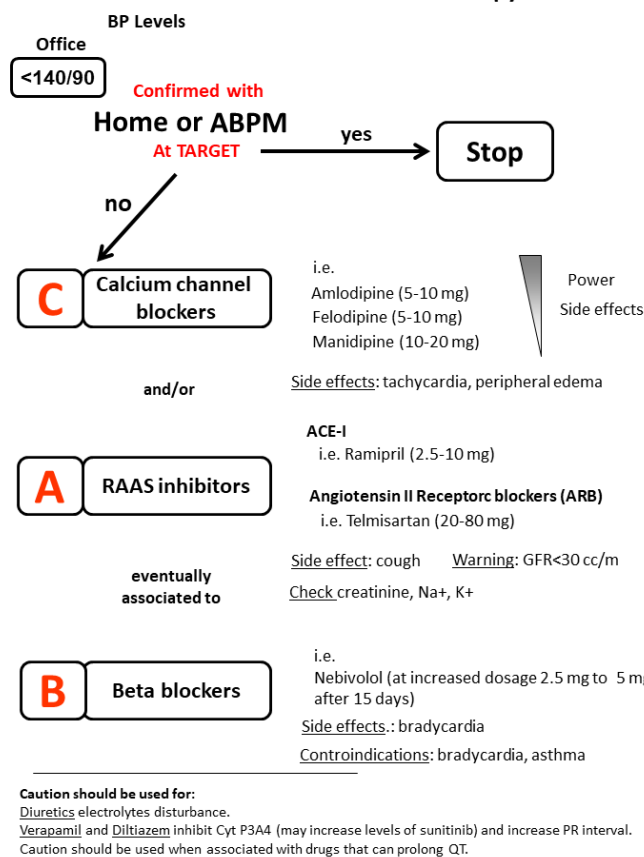 BP Levels
Office
<140/90
Confirmed with
Home or ABPM
At TARGET
yes
Stop
no
C
Calcium channel
blockers
i.e.
Amlodipine (5-10 mg)
Felodipine (5-10 mg)
Manidipine (10-20 mg)
Power
Side effects
and/or
Side effects: tachycardia, peripheral edema
A
RAAS inhibitors
ACE-I
i.e. Ramipril (2.5-10 mg)
Angiotensin II Receptorc blockers (ARB)
i.e. Telmisartan (20-80 mg)
Side effect: cough Warning: GFR<30 cc/m
Check creatinine, Na+, K+
eventually
associated to
B
Beta blockers
i.e.
Nebivolol (at increased dosage 2.5 mg to 5 m
after 15 days)
Side effects.: bradycardia
Controindications: bradycardia, asthma
Caution should be used for:
Diuretics electrolytes disturbance.
Verapamil and Diltiazem inhibit Cyt P3A4 (may increase levels of sunitinib) and increase PR interval.
Caution should be used when associated with drugs that can prolong QT.